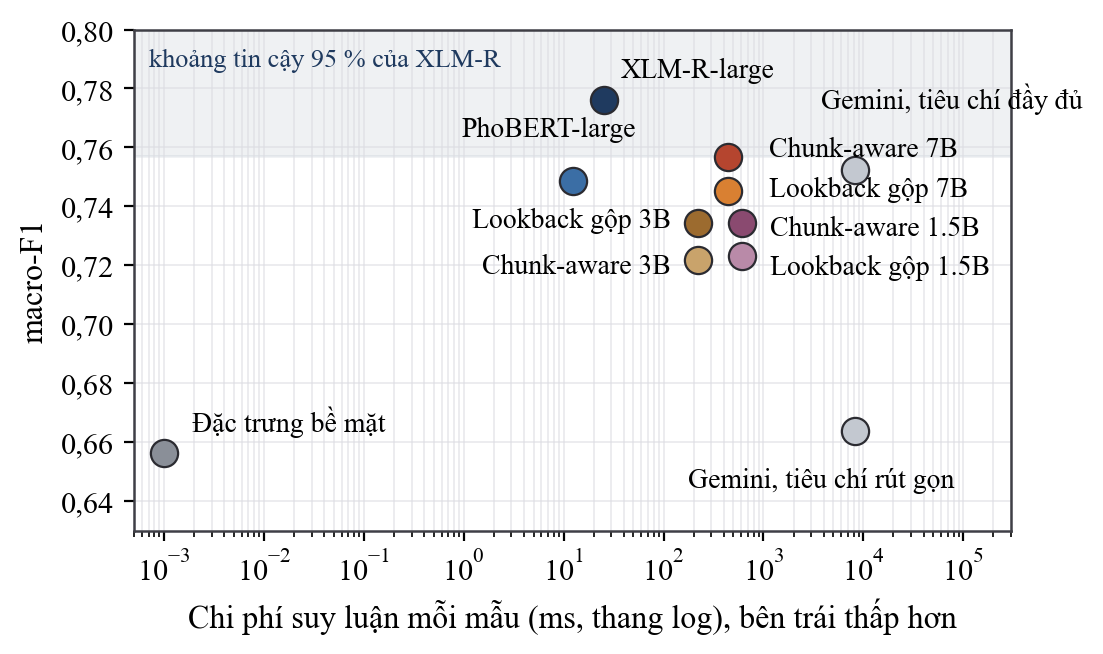 0,80
0,78
0,76
0,74
0,72
0,70
0,68
0,66
0,64
macro-F1
khoảng tin cậy 95 % của XLM-R
XLM-R-large
Gemini, tiêu chí đầy đủ
PhoBERT-large
Chunk-aware 7B
Lookback gộp 7B
Lookback gộp 3B
Chunk-aware 1.5B
Chunk-aware 3B
Lookback gộp 1.5B
Đặc trưng bề mặt
Gemini, tiêu chí rút gọn
10⁻³ 10⁻² 10⁻¹ 10⁰ 10¹ 10² 10³ 10⁴ 10⁵
Chi phí suy luận mỗi mẫu (ms, thang log), bên trái thấp hơn